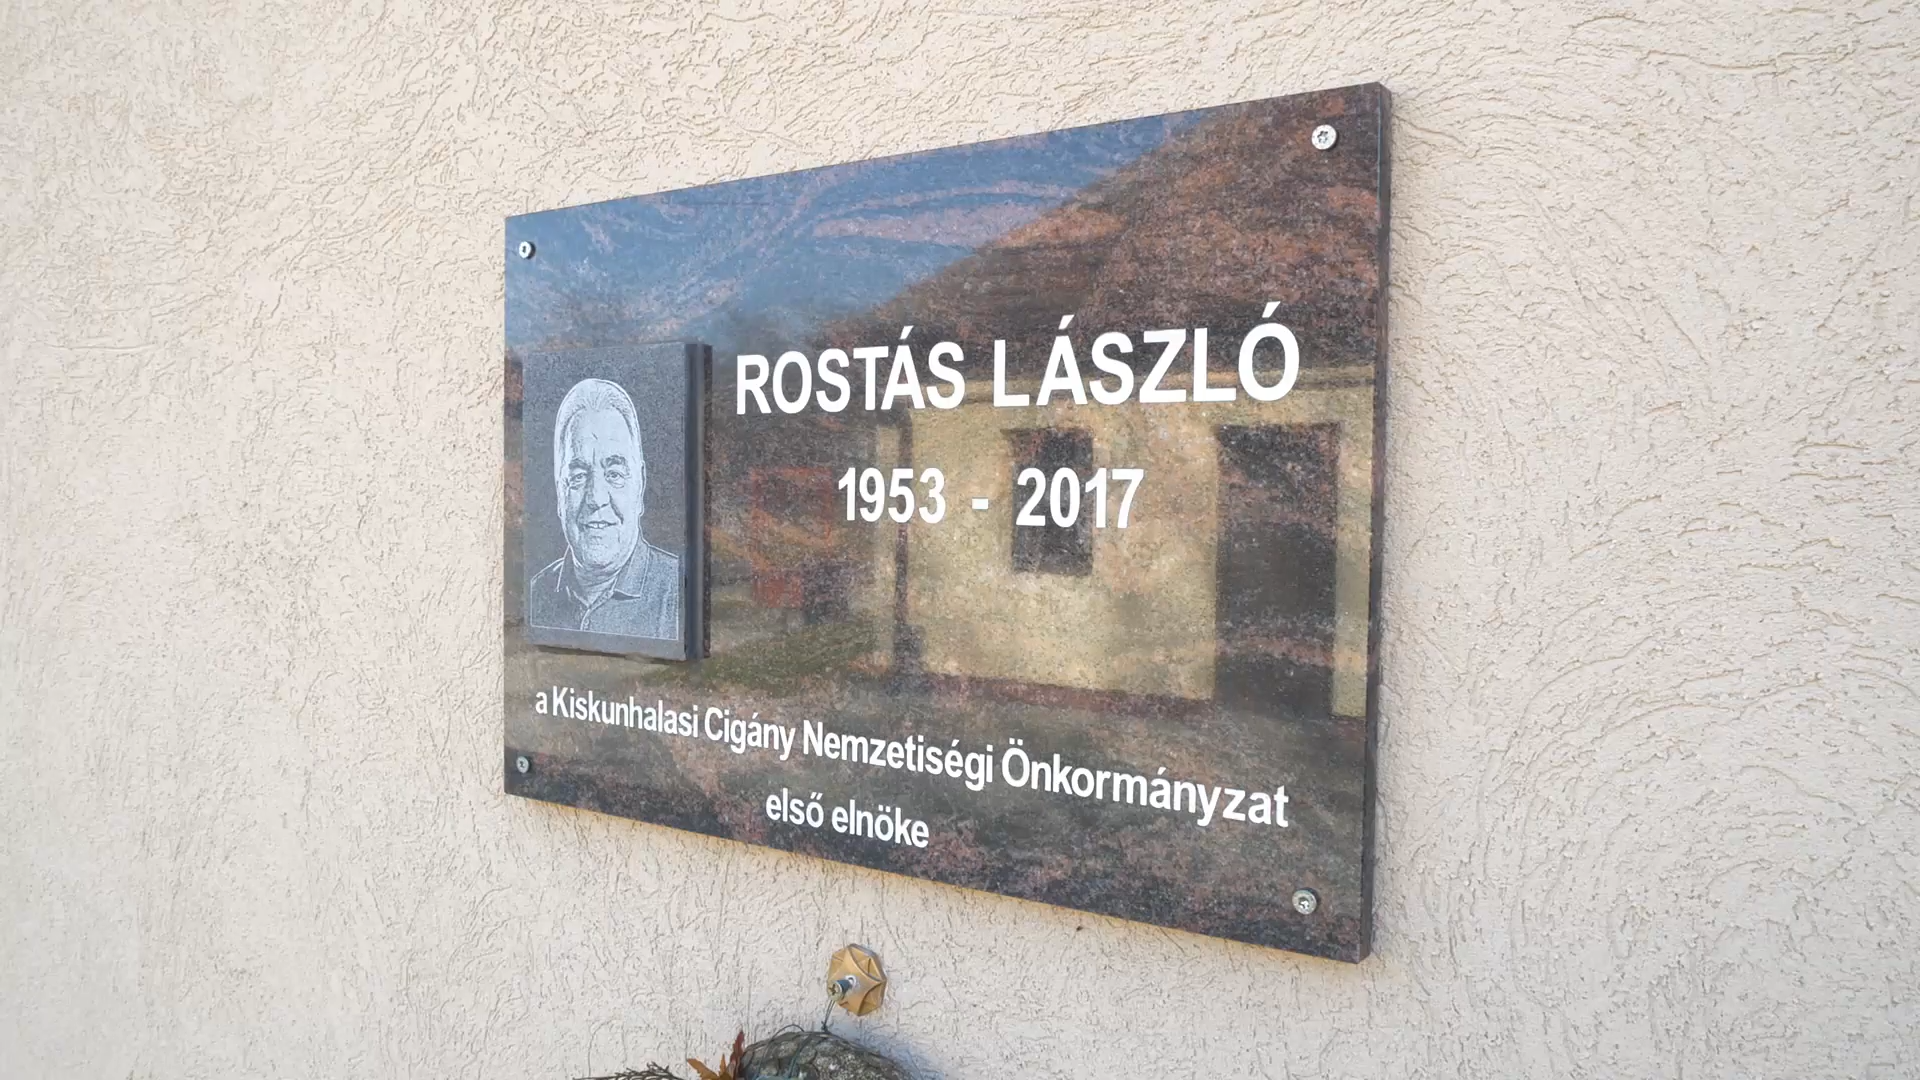 ROSTÁS LÁSZLÓ
1953 - 2017
a Kiskunhalasi Cigány Nemzetiségi Önkormányzat
első elnöke